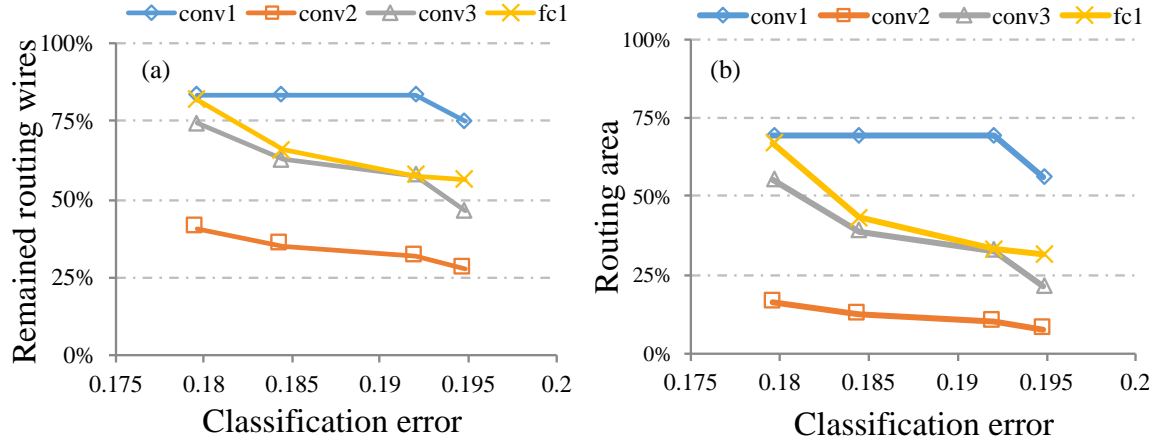 conv1 conv2 conv3 fc1
(a)
Remained routing wires
100%
75%
50%
25%
0%
0.175 0.18 0.185 0.19 0.195 0.2
Classification error
conv1 conv2 conv3 fc1
(b)
Routing area
100%
75%
50%
25%
0%
0.175 0.18 0.185 0.19 0.195 0.2
Classification error